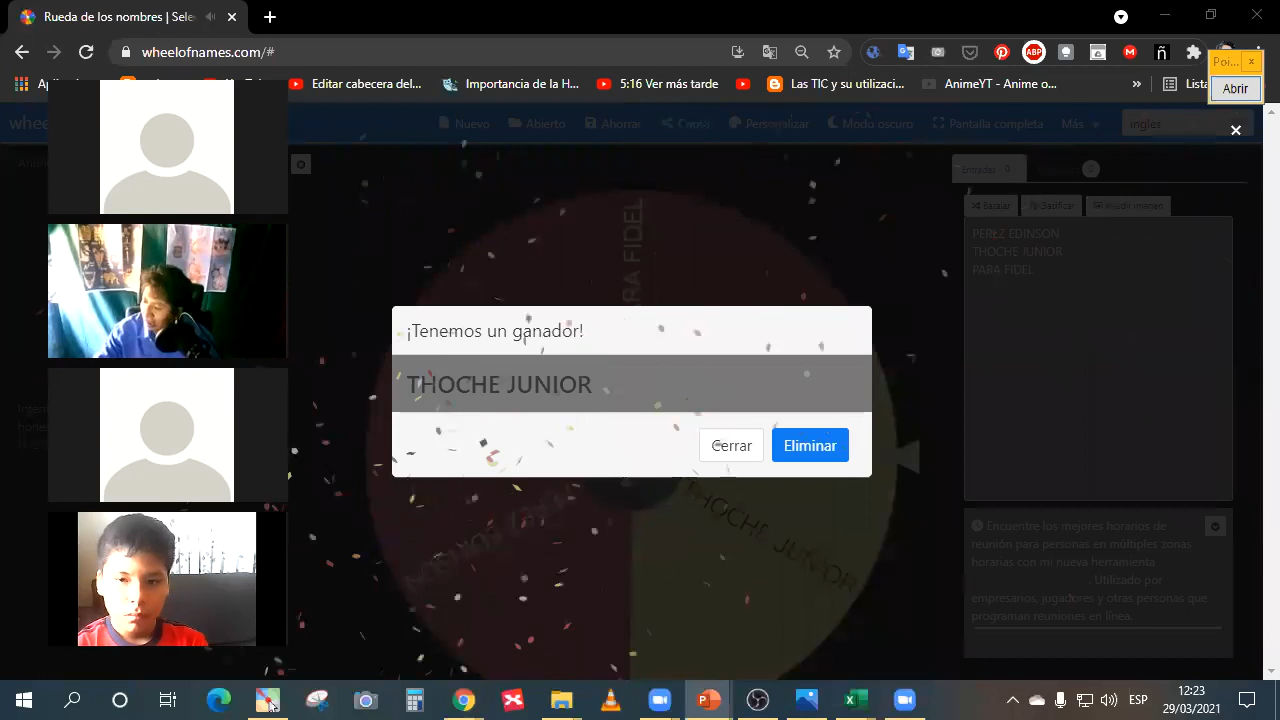 Rueda de los nombres | Sele
wheelofnames.com/#
Editar cabecera del...
Importancia de la H...
5:16 Ver más tarde
Las TIC y su utilizaci...
AnimeYT - Anime o...
Lista
Poi...
Abrir
Nuevo
Abierto
Personalizar
Modo oscuro
Pantalla completa
Más
ingles
Entradas 0
PEREZ EDINSON
THOCHE JUNIOR
PARA FIDEL
¡Tenemos un ganador!
THOCHE JUNIOR
Cerrar
Eliminar
THOCHE JUNIOR
Encuentre los mejores horarios de
reunión para personas en múltiples zonas
horarias con mi nueva herramienta
. Utilizado por
empresarios, jugadores y otras personas que
programan reuniones en línea.
ESP
12:23
29/03/2021